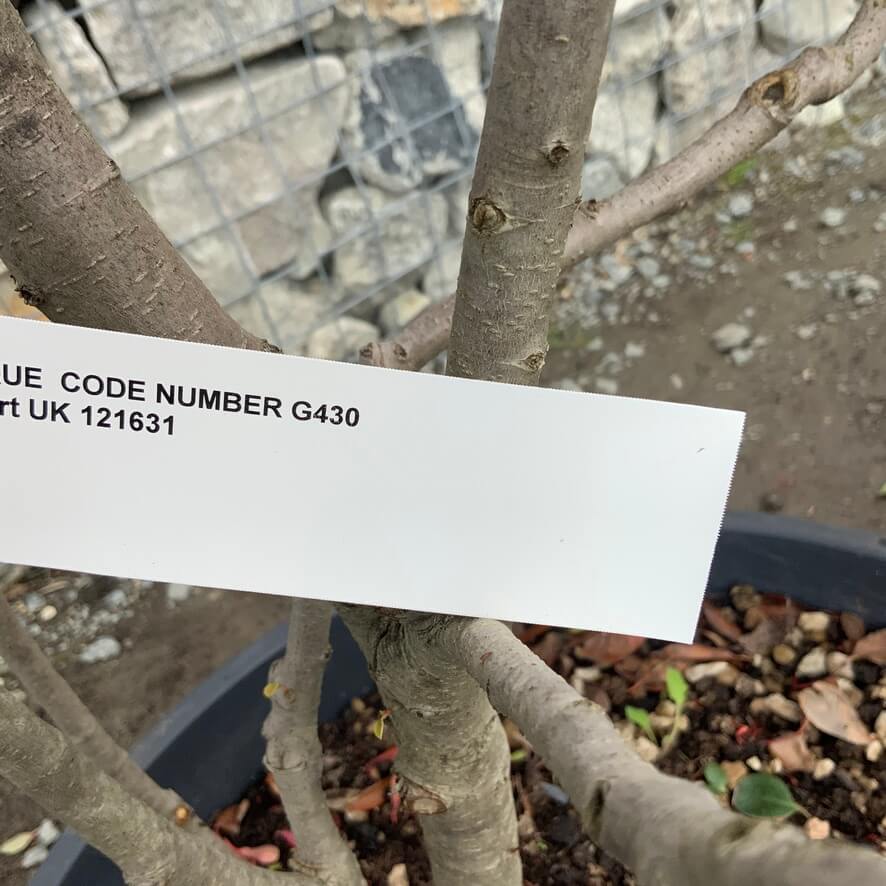 UE CODE NUMBER G430
rt UK 121631